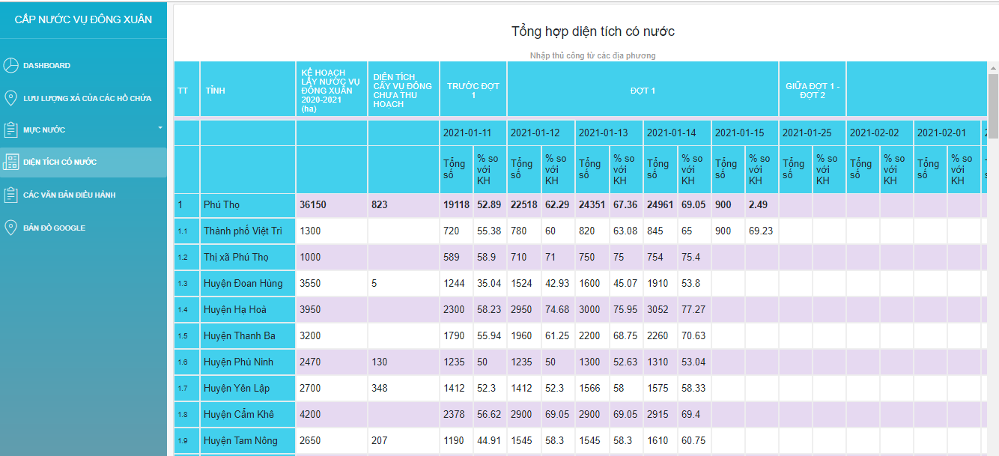 CẤP NƯỚC VỤ ĐÔNG XUÂN
DASHBOARD
LƯU LƯỢNG XẢ CỦA CÁC HỒ CHỨA
MỰC NƯỚC
DIỆN TÍCH CÓ NƯỚC
CÁC VĂN BẢN ĐIỀU HÀNH
BẢN ĐỒ GOOGLE
Tổng hợp diện tích có nước
Nhập thủ công từ các địa phương
TT TỈNH KẾ HOẠCH LẤY NƯỚC VỤ ĐÔNG XUÂN 2020-2021 (ha) DIỆN TÍCH CÂY VỤ ĐÔNG CHƯA THU HOẠCH TRƯỚC ĐỢT 1 ĐỢT 1 GIỮA ĐỢT 1 - ĐỢT 2
2021-01-11 2021-01-12 2021-01-13 2021-01-14 2021-01-15 2021-01-25 2021-02-02 2021-02-01
Tổng số % so với KH Tổng số % so với KH Tổng số % so với KH Tổng số % so với KH Tổng số % so với KH Tổng số % so với KH Tổng số % so với KH Tổng số % so với KH
1 Phú Thọ 36150 823 19118 52.89 22518 62.29 24351 67.36 24961 69.05 900 2.49
1.1 Thành phố Việt Trì 1300 720 55.38 780 60 820 63.08 845 65 900 69.23
1.2 Thị xã Phú Thọ 1000 589 58.9 710 71 750 75 754 75.4
1.3 Huyện Đoan Hùng 3550 5 1244 35.04 1524 42.93 1600 45.07 1910 53.8
1.4 Huyện Hạ Hoà 3950 2300 58.23 2950 74.68 3000 75.95 3052 77.27
1.5 Huyện Thanh Ba 3200 1790 55.94 1960 61.25 2200 68.75 2260 70.63
1.6 Huyện Phù Ninh 2470 130 1235 50 1235 50 1300 52.63 1310 53.04
1.7 Huyện Yên Lập 2700 348 1412 52.3 1412 52.3 1566 58 1575 58.33
1.8 Huyện Cẩm Khê 4200 2378 56.62 2900 69.05 2900 69.05 2915 69.4
1.9 Huyện Tam Nông 2650 207 1190 44.91 1545 58.3 1545 58.3 1610 60.75